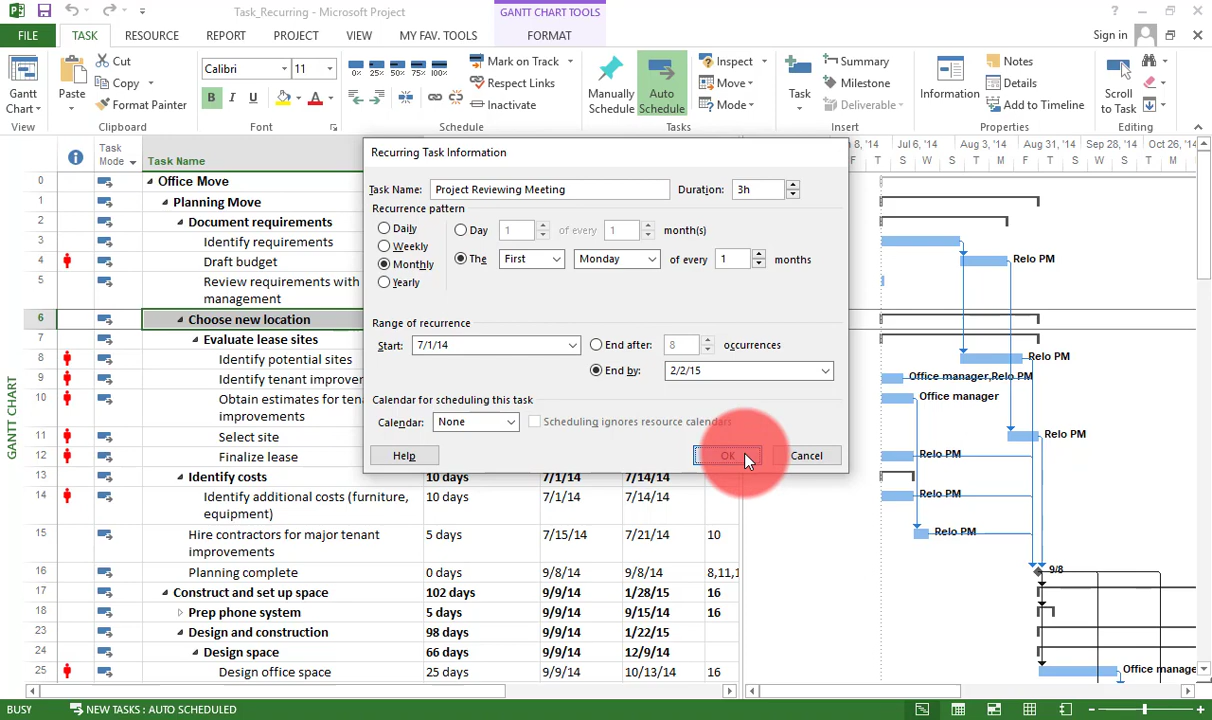 Task_Recurring - Microsoft Project
GANTT CHART TOOLS
FILE TASK RESOURCE REPORT PROJECT VIEW MY FAV. TOOLS FORMAT
Sign in
Gantt Chart
View
Paste
Cut
Copy
Format Painter
Clipboard
Calibri 11
B I U A
Font
0% 25% 50% 75% 100%
Mark on Track
Respect Links
Inactivate
Schedule
Manually Schedule
Auto Schedule
Inspect
Move
Mode
Tasks
Task
Summary
Milestone
Deliverable
Insert
Information
Notes
Details
Add to Timeline
Properties
Scroll to Task
Editing
Task Mode
Task Name
F T S W S T M F T S
Jul 6, '14 Aug 3, '14 Aug 31, '14 Sep 28, '14 Oct 26, '14
Recurring Task Information
Task Name: Project Reviewing Meeting Duration: 3h
Recurrence pattern
Daily
Weekly
Monthly
Yearly
Day 1 of every 1 month(s)
The First Monday of every 1 months
Range of recurrence
Start: 7/1/14 End after: 8 occurrences
End by: 2/2/15
Calendar for scheduling this task
Calendar: None Scheduling ignores resource calendars
Help OK Cancel
GANTT CHART
0 Office Move
1 Planning Move
2 Document requirements
3 Identify requirements
4 Draft budget
5 Review requirements with
management
6 Choose new location
7 Evaluate lease sites
8 Identify potential sites
9 Identify tenant improver
10 Obtain estimates for tena
improvements
11 Select site
12 Finalize lease
13 Identify costs 10 days 7/1/14 7/14/14
14 Identify additional costs (furniture, 10 days 7/1/14 7/14/14
equipment)
15 Hire contractors for major tenant 5 days 7/15/14 7/21/14 10
improvements
16 Planning complete 0 days 9/8/14 9/8/14 8,11,1
17 Construct and set up space 102 days 9/9/14 1/28/15 16
18 Prep phone system 5 days 9/9/14 9/15/14 16
23 Design and construction 98 days 9/9/14 1/22/15
24 Design space 66 days 9/9/14 12/9/14
25 Design office space 25 days 9/9/14 10/13/14 16
Relo PM
Relo PM
Office manager,Relo PM
Office manager
Relo PM
Relo PM
Relo PM
Relo PM
9/8
Office manage
BUSY NEW TASKS : AUTO SCHEDULED